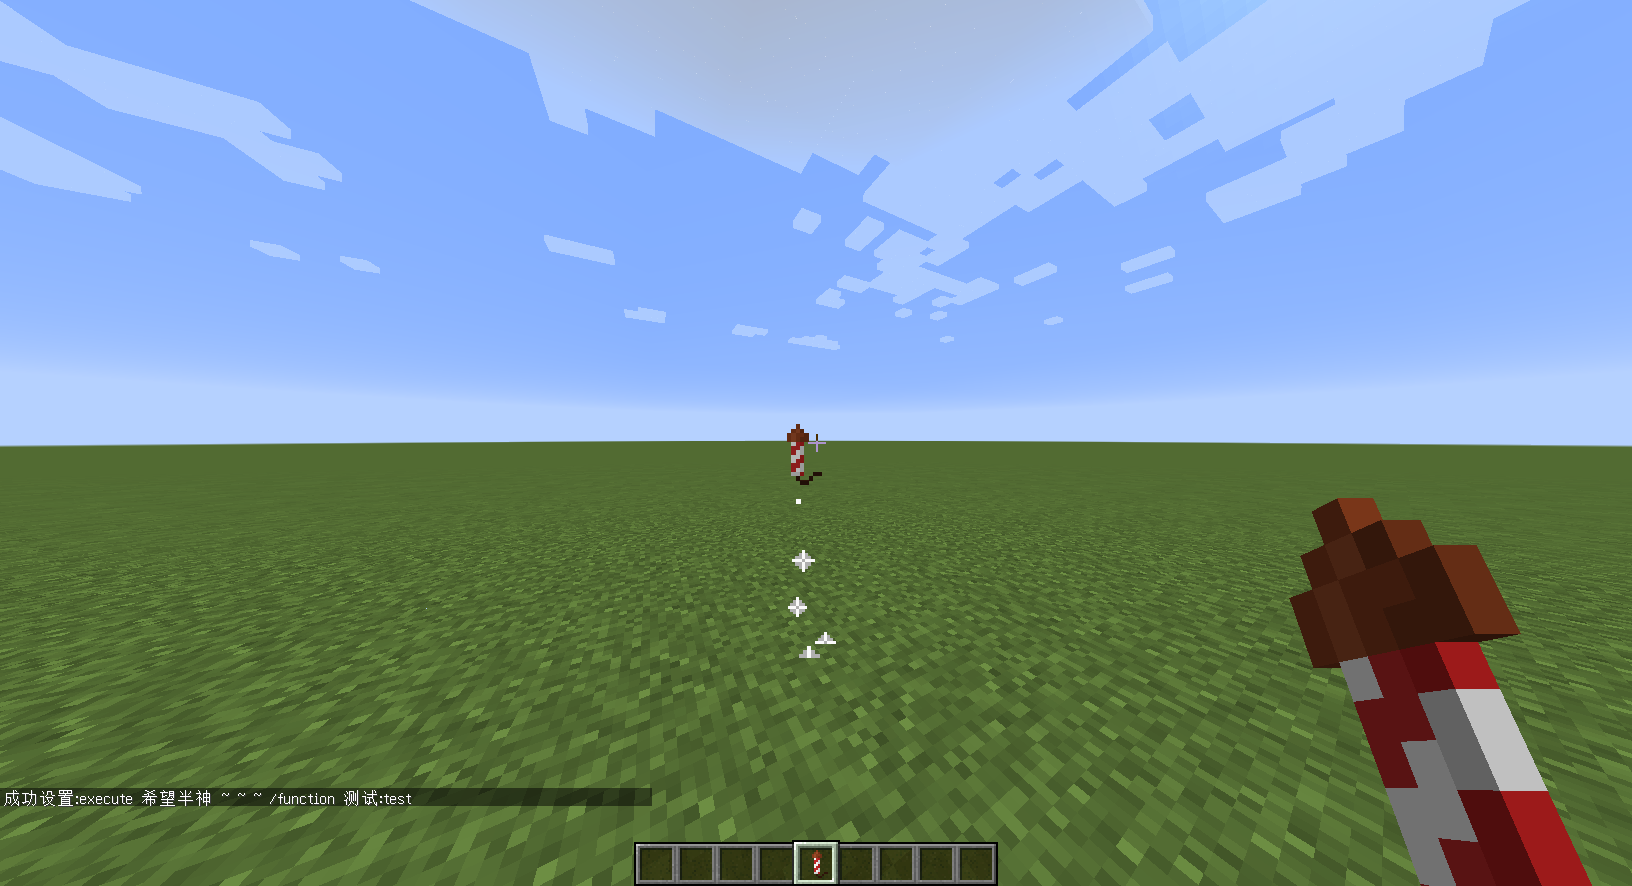 成功设置:execute 希望半神 ~ ~ ~ /function 测试:test